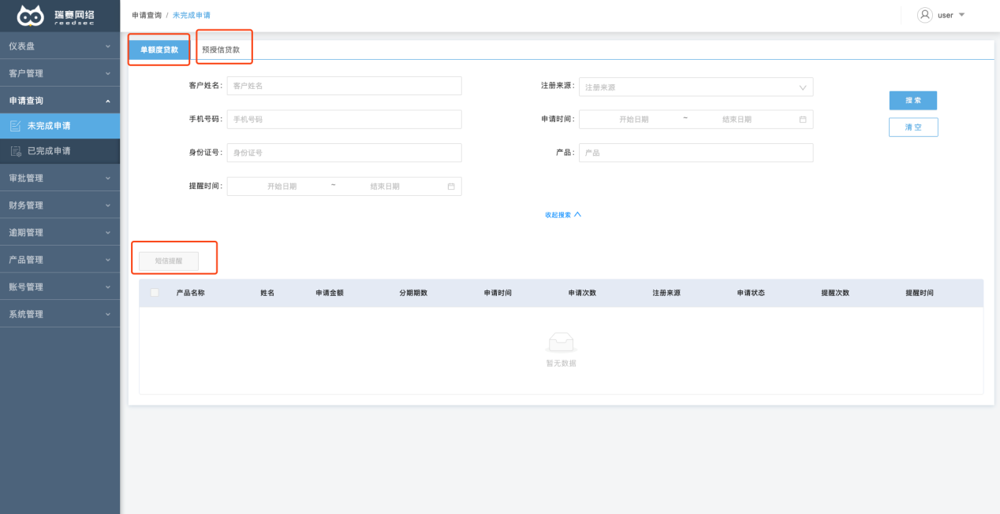 瑞赛网络
reedsec
申请查询 / 未完成申请
user
仪表盘
客户管理
申请查询
未完成申请
已完成申请
审批管理
财务管理
逾期管理
产品管理
账号管理
系统管理
单额度贷款 预授信贷款
客户姓名: 客户姓名 注册来源: 注册来源
搜 索
手机号码: 手机号码 申请时间: 开始日期 ~ 结束日期
清 空
身份证号: 身份证号 产品: 产品
提醒时间: 开始日期 ~ 结束日期
收起搜索
短信提醒
产品名称 姓名 申请金额 分期期数 申请时间 申请次数 注册来源 申请状态 提醒次数 提醒时间
暂无数据